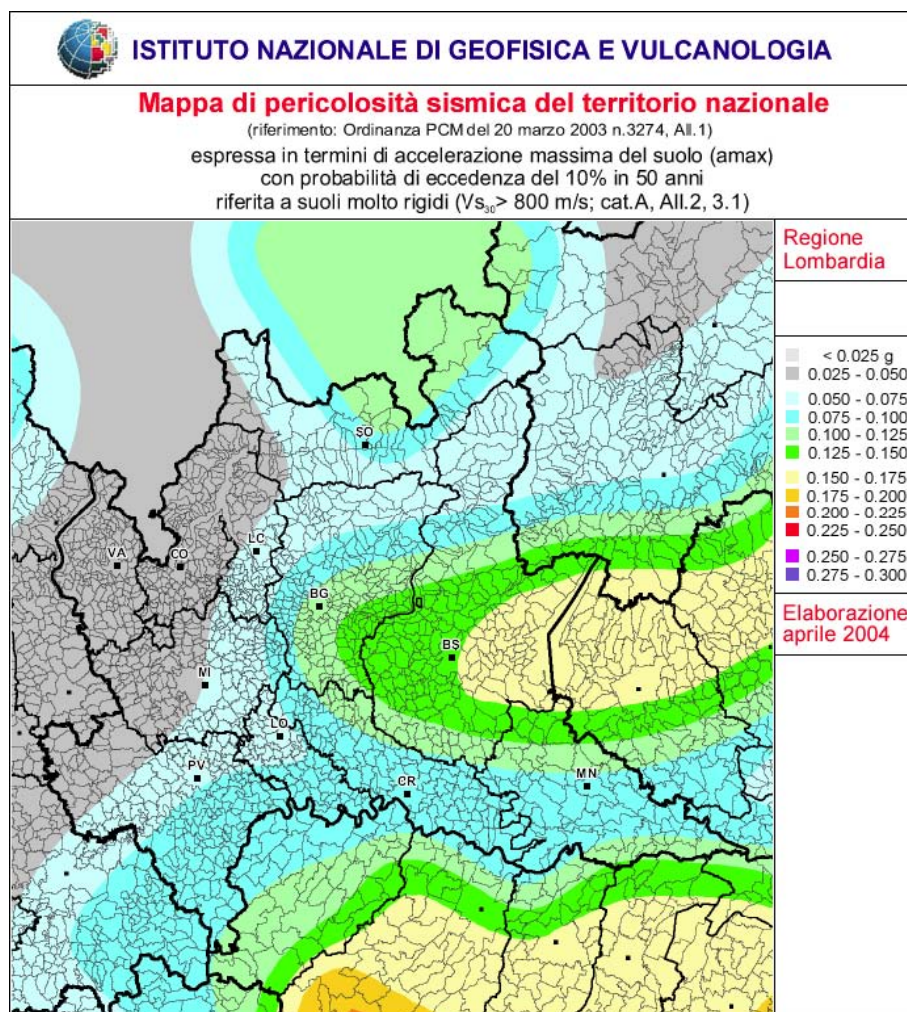 ISTITUTO NAZIONALE DI GEOFISICA E VULCANOLOGIA
Mappa di pericolosità sismica del territorio nazionale
(riferimento: Ordinanza PCM del 20 marzo 2003 n.3274, All.1)
espressa in termini di accelerazione massima del suolo (amax)
con probabilità di eccedenza del 10% in 50 anni
riferita a suoli molto rigidi (Vs30> 800 m/s; cat.A, All.2, 3.1)
Regione
Lombardia
< 0.025 g
0.025 - 0.050
0.050 - 0.075
0.075 - 0.100
0.100 - 0.125
0.125 - 0.150
0.150 - 0.175
0.175 - 0.200
0.200 - 0.225
0.225 - 0.250
0.250 - 0.275
0.275 - 0.300
Elaborazione
aprile 2004
SO
LC
VA
CO
BG
BS
MI
LO
PV
CR
MN